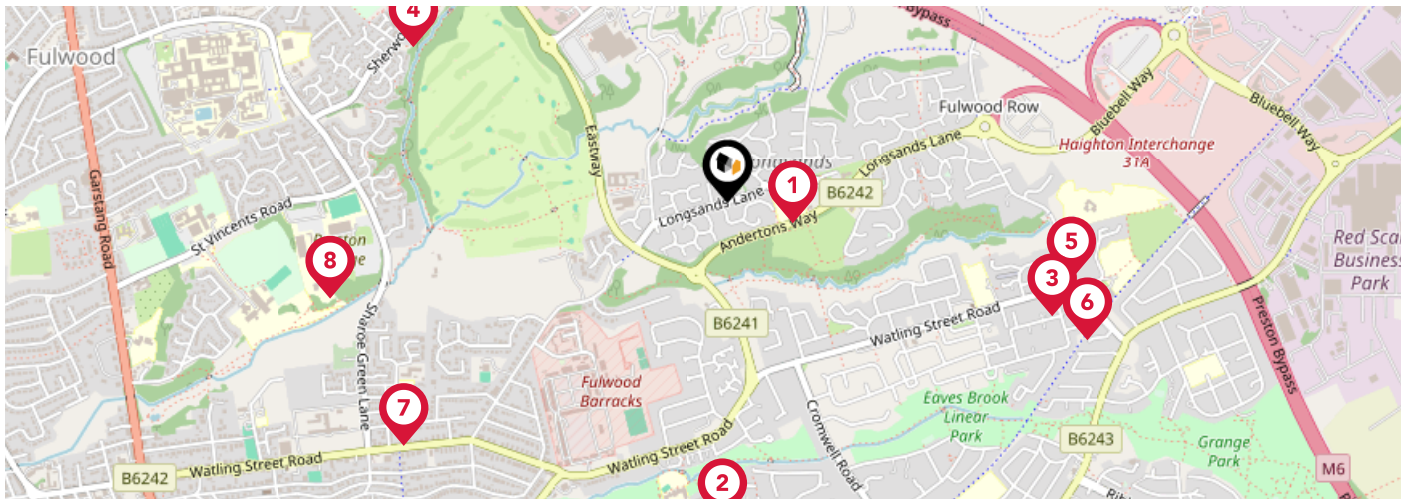 Bypass
4
Fulwood
Sherwo
Fulwood Row
Bluebell Way
Bluebell Way
Eastway
Haighton Interchange
31A
Longsands Lane
Longsands Lane
1
B6242
Andertons Way
Garstang Road
St Vincents Road
8
5
3
6
Red Scar
Business
Park
B6241
Watling Street Road
Sharoe Green Lane
Preston Bypass
Fulwood
Barracks
7
Eaves Brook
Linear
Park
Cromwell Road
B6243
Grange
Park
Watling Street Road
Watling Street Road
B6242
2
M6